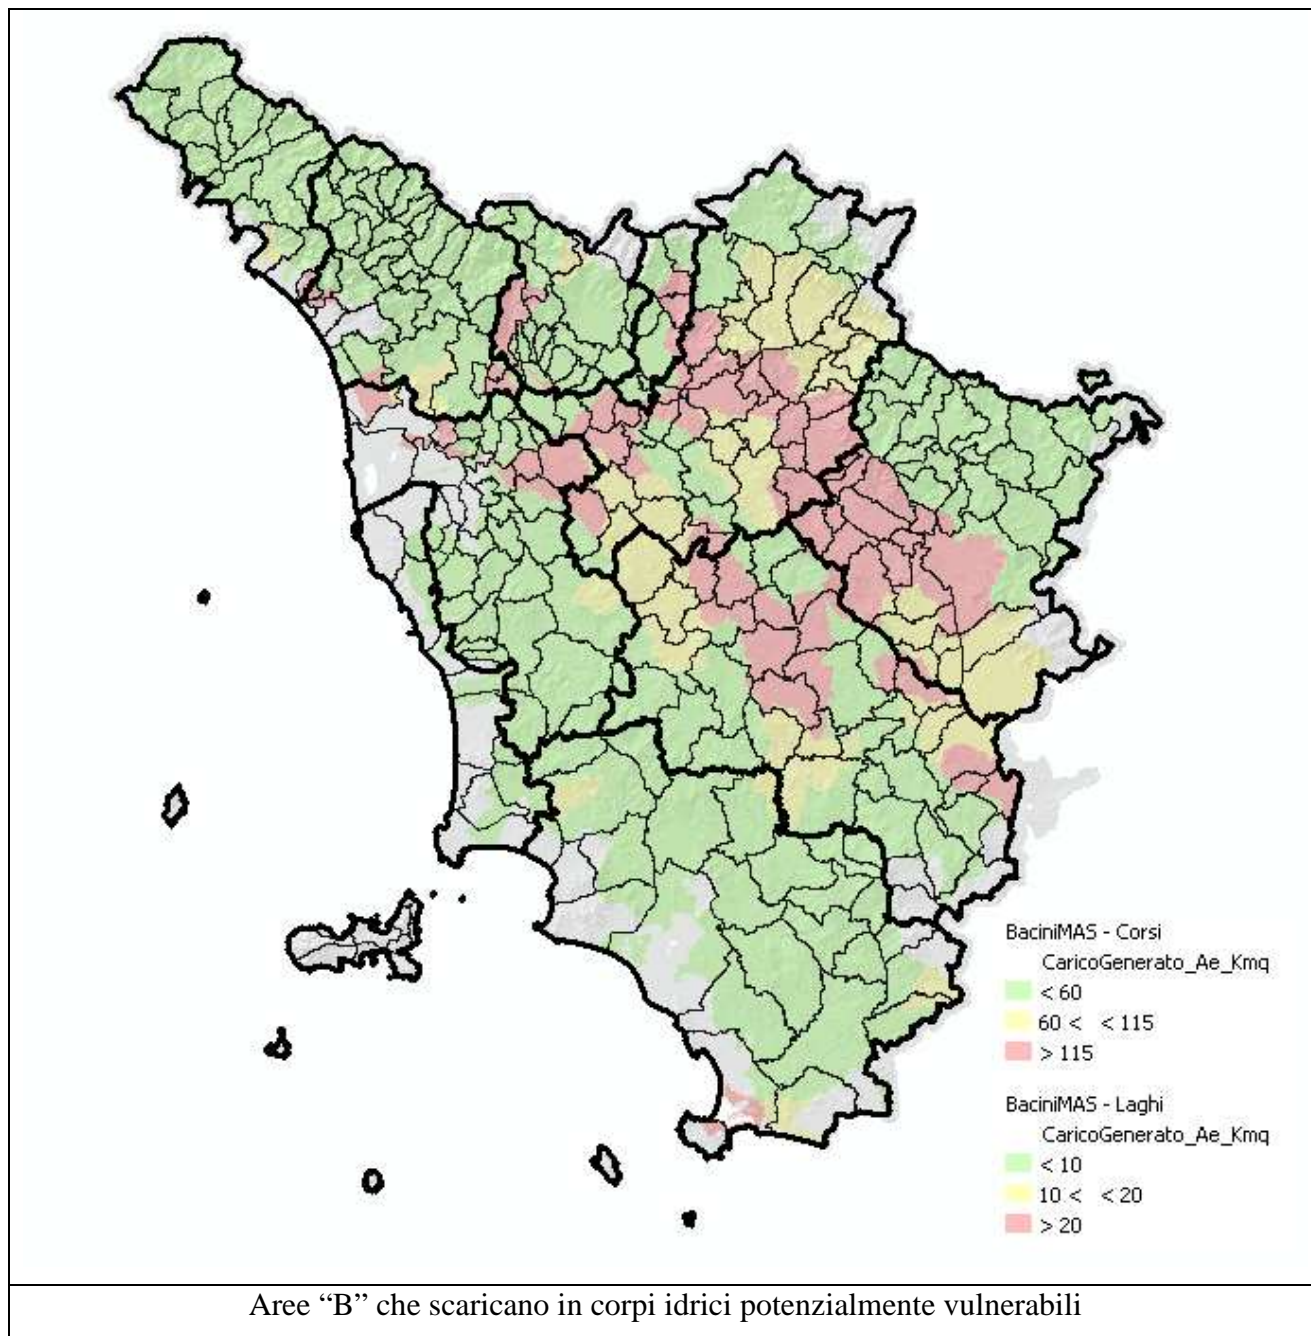 BaciniMAS - Corsi
CaricoGenerato_Ae_Kmq
< 60
60 < < 115
> 115
BaciniMAS - Laghi
CaricoGenerato_Ae_Kmq
< 10
10 < < 20
> 20
Aree “B” che scaricano in corpi idrici potenzialmente vulnerabili